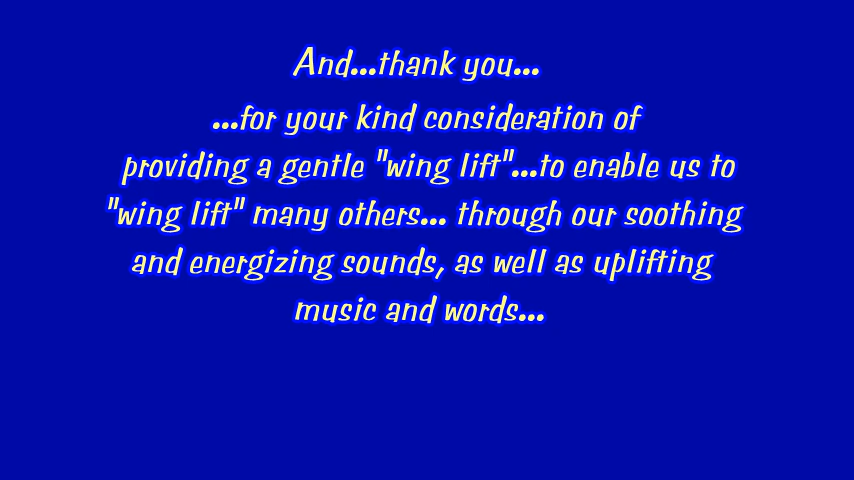 And...thank you...
...for your kind consideration of
providing a gentle "wing lift"...to enable us to
"wing lift" many others... through our soothing
and energizing sounds, as well as uplifting
music and words...